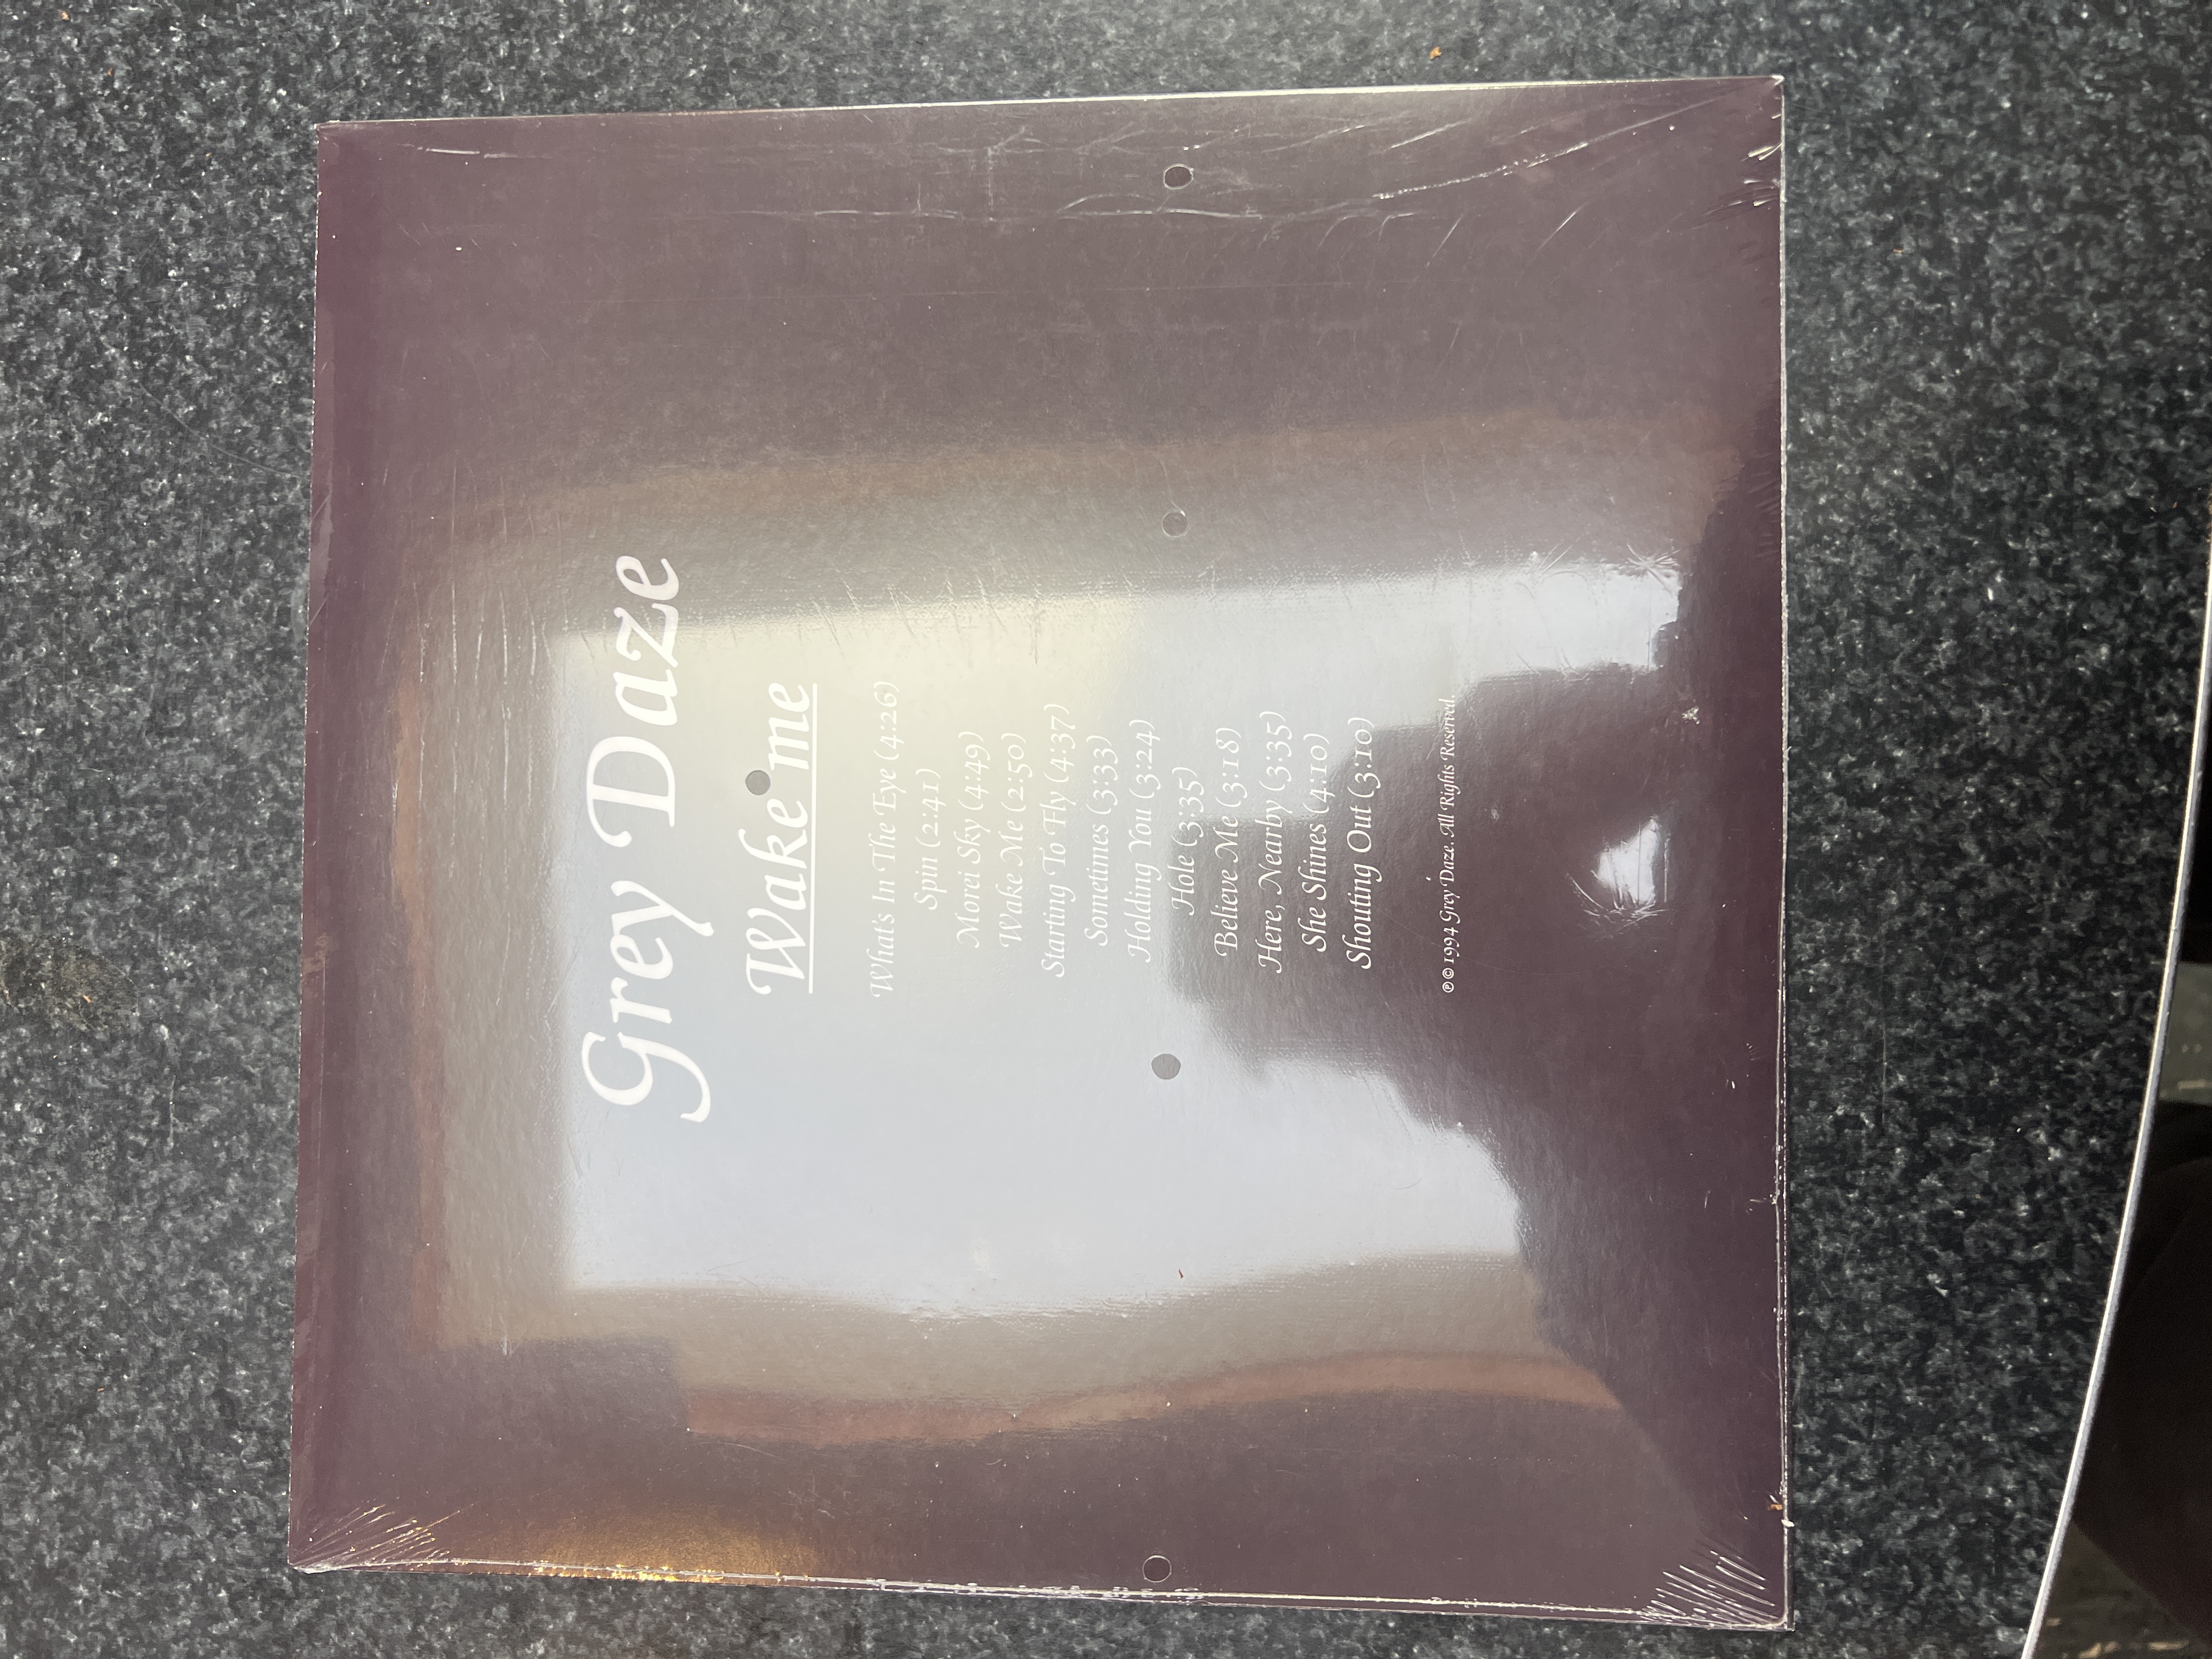 Grey Daze
Wake me
What's In The Eye (4:26)
Spin (2:41)
Morei Sky (4:49)
Wake Me (2:50)
Starting To Fly (4:37)
Sometimes (3:33)
Holding You (3:24)
Hole (3:35)
Believe Me (3:18)
Here, Nearby (3:35)
She Shines (4:10)
Shouting Out (3:10)
℗ © 1994 Grey Daze. All Rights Reserved.